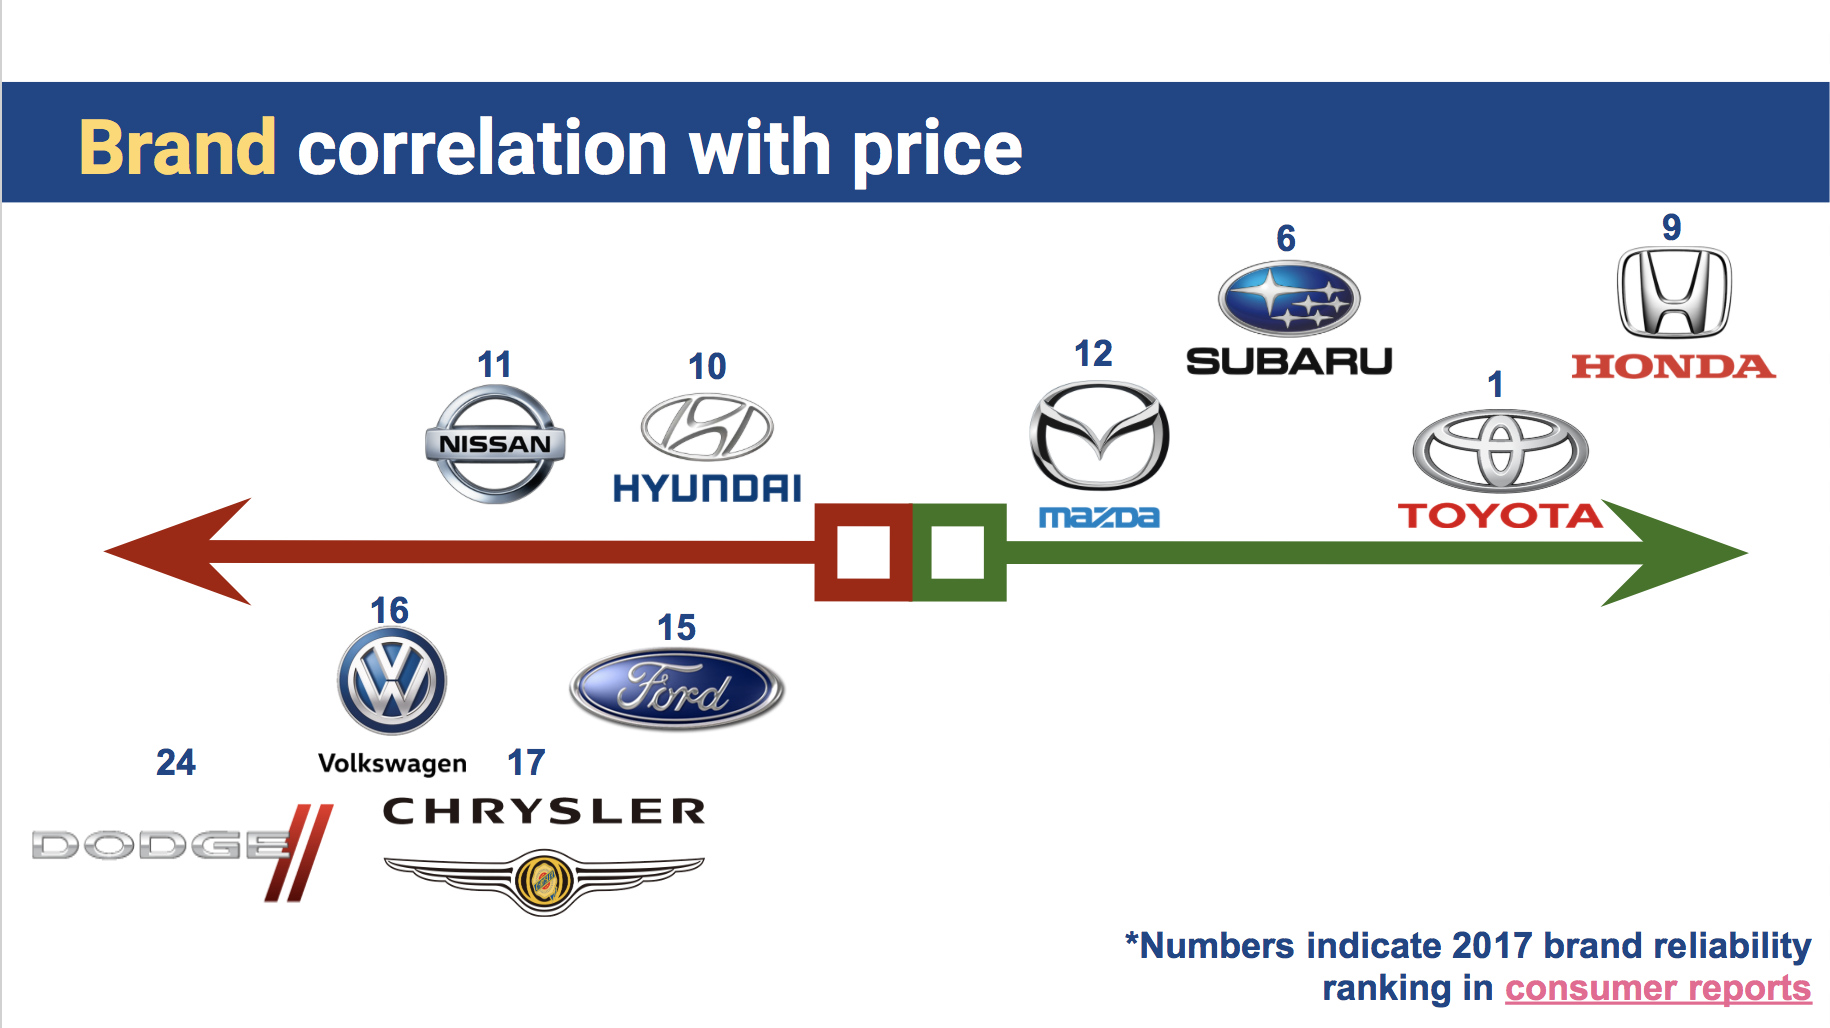 Brand correlation with price
6
SUBARU
9
HONDA
11
NISSAN
10
HYUNDAI
12
mazda
1
TOYOTA
16
Volkswagen
15
Ford
24
DODGE
17
CHRYSLER
*Numbers indicate 2017 brand reliability
ranking in consumer reports